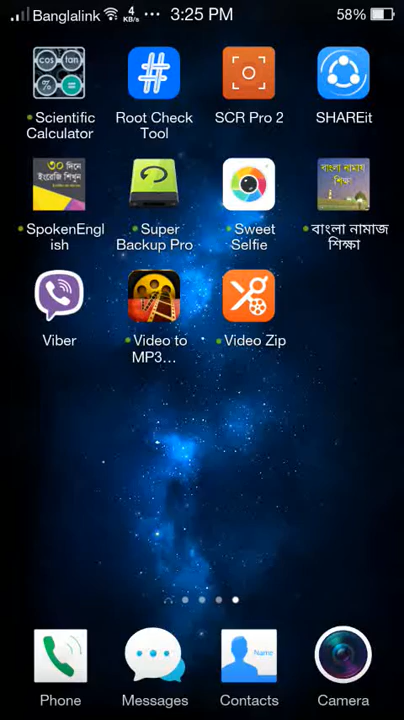 Banglalink 4 KB/s ... 3:25 PM 58%
cos tan
% =
# 
Scientific Calculator
Root Check Tool
SCR Pro 2
SHAREit
৩০ দিনে
ইংরেজি শিখুন
বাংলা নামায
শিক্ষা
SpokenEngl
ish
Super
Backup Pro
Sweet
Selfie
বাংলা নামাজ
শিক্ষা
Viber
Video to
MP3...
Video Zip
Name
Phone
Messages
Contacts
Camera